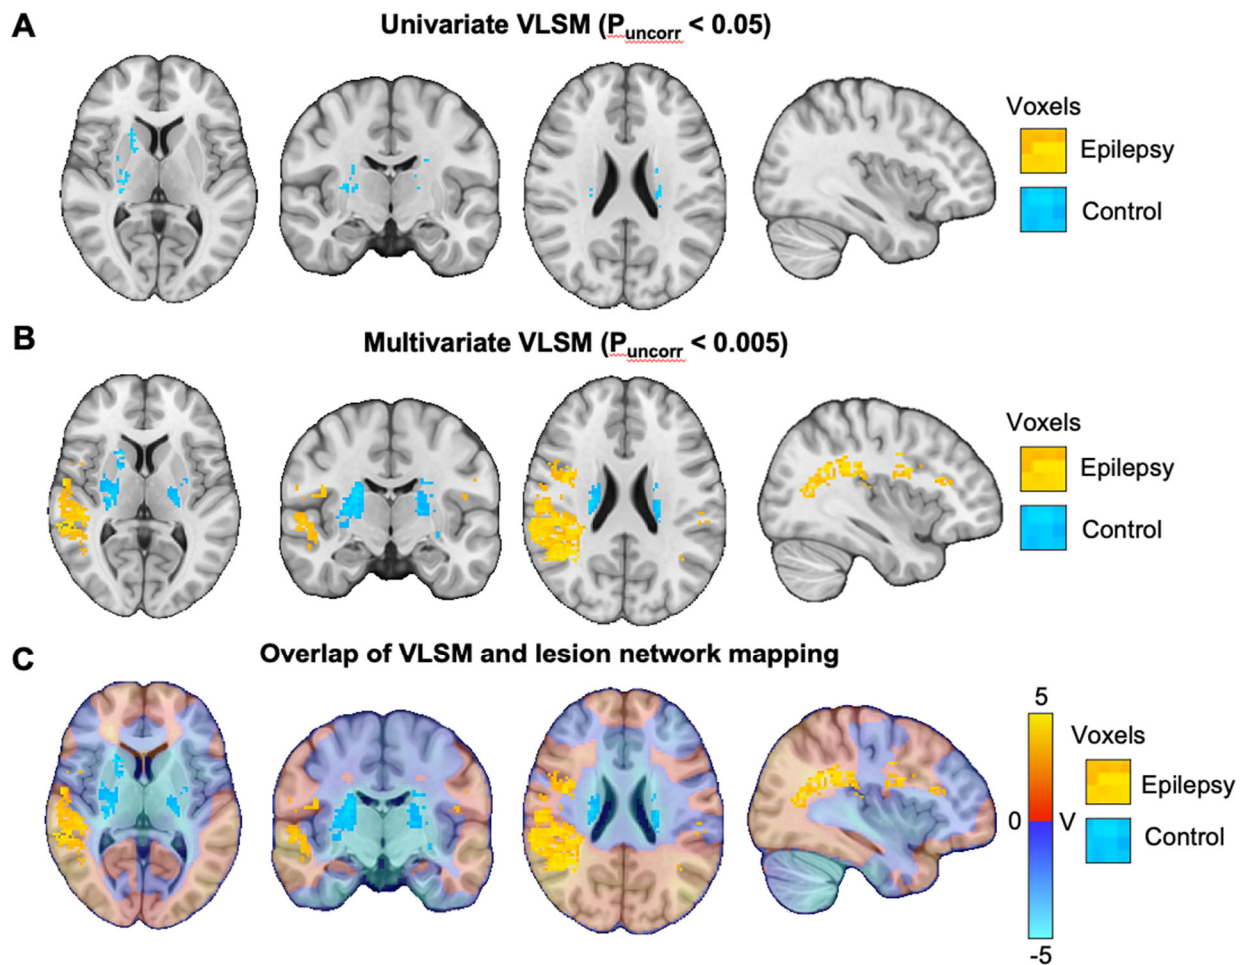 A
Univariate VLSM (Puncorr < 0.05)
Voxels
Epilepsy
Control
B
Multivariate VLSM (Puncorr < 0.005)
Voxels
Epilepsy
Control
C
Overlap of VLSM and lesion network mapping
5
Voxels
Epilepsy
0 V
Control
-5